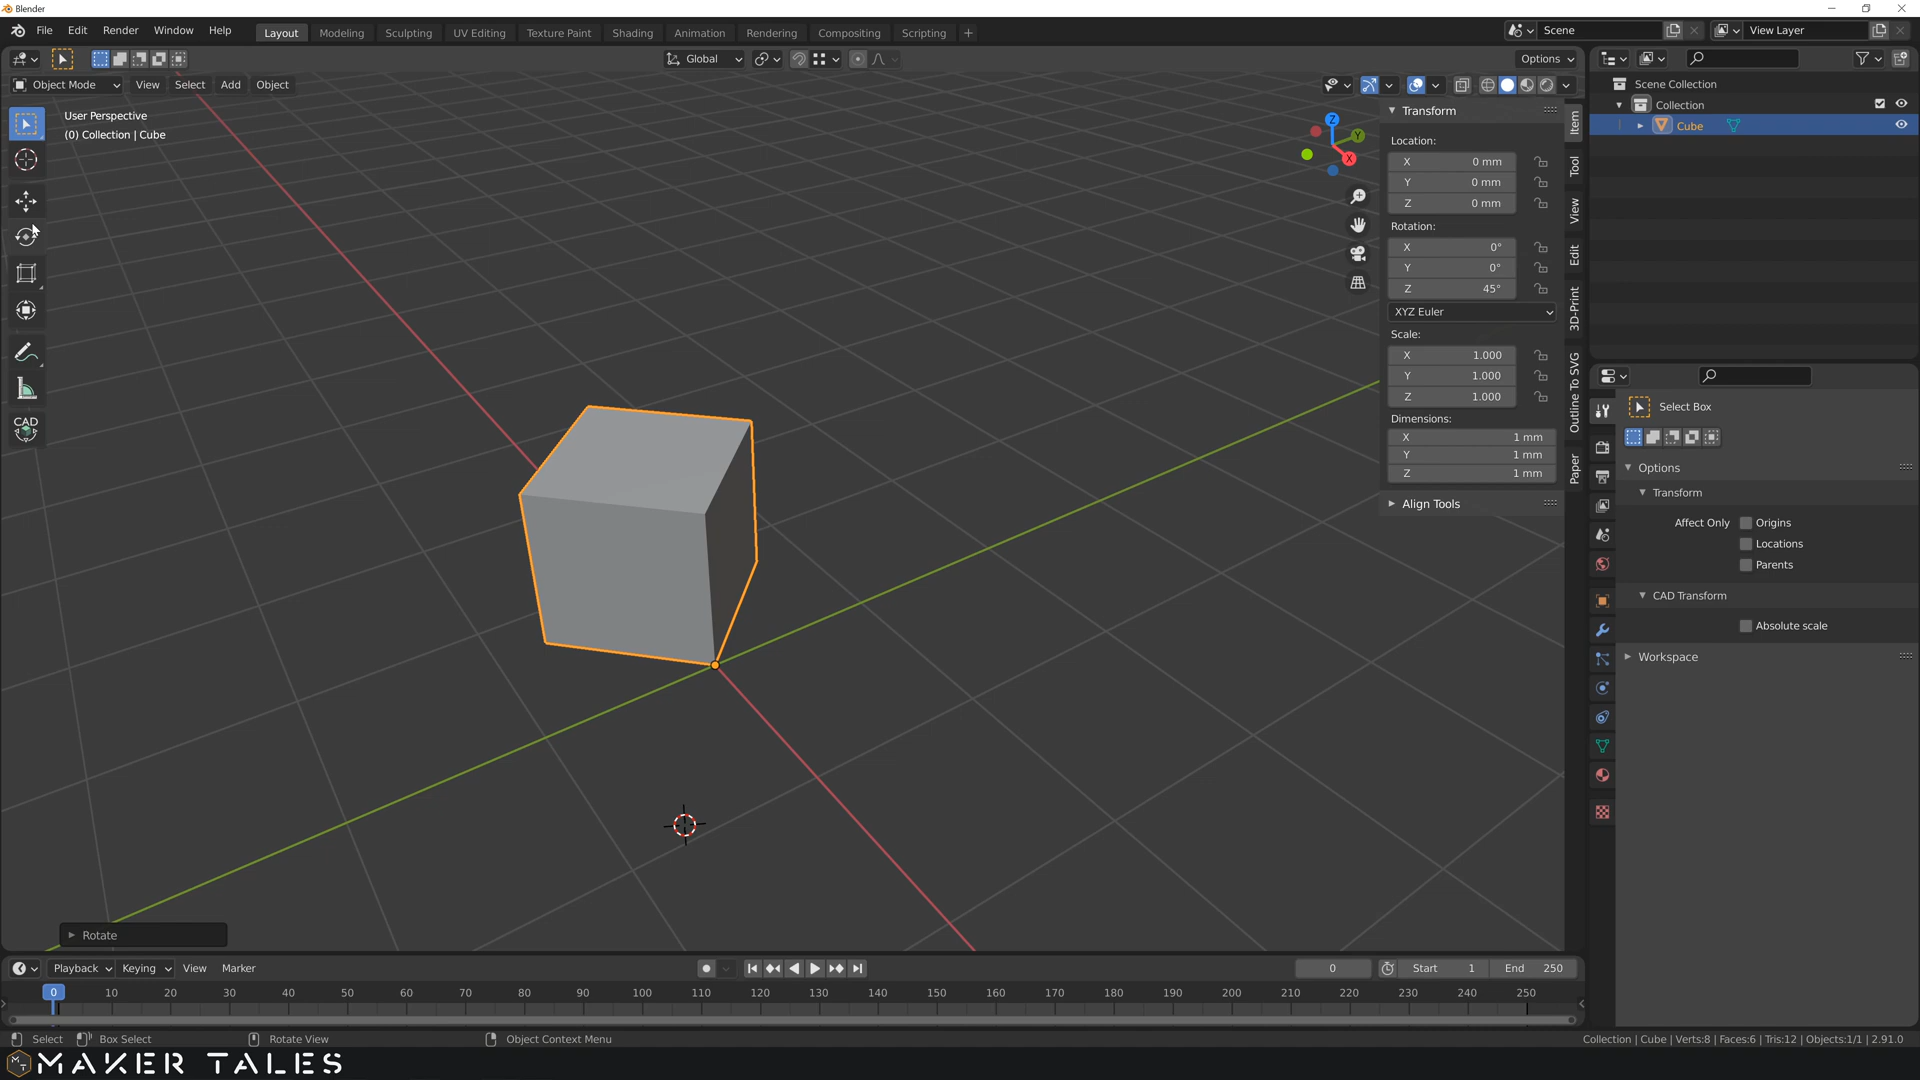 Blender
File Edit Render Window Help Layout Modeling Sculpting UV Editing Texture Paint Shading Animation Rendering Compositing Scripting + Scene View Layer
Global Options
Object Mode View Select Add Object
User Perspective
(0) Collection | Cube
CAD
Z
Y
X
Transform
Location:
X 0 mm
Y 0 mm
Z 0 mm
Rotation:
X 0°
Y 0°
Z 45°
XYZ Euler
Scale:
X 1.000
Y 1.000
Z 1.000
Dimensions:
X 1 mm
Y 1 mm
Z 1 mm
Align Tools
Item
Tool
View
Edit
3D-Print
Outline To SVG
Paper
Scene Collection
Collection
Cube
Select Box
Options
Transform
Affect Only Origins
Locations
Parents
CAD Transform
Absolute scale
Workspace
Rotate
Playback Keying View Marker 0 Start 1 End 250
0 10 20 30 40 50 60 70 80 90 100 110 120 130 140 150 160 170 180 190 200 210 220 230 240 250
Select Box Select Rotate View Object Context Menu Collection | Cube | Verts:8 | Faces:6 | Tris:12 | Objects:1/1 | 2.91.0
MAKER TALES